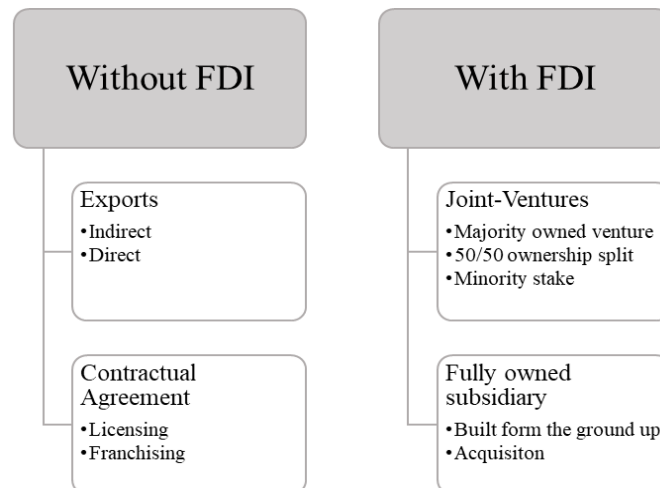 Without FDI
Exports
•Indirect
•Direct
Contractual
Agreement
•Licensing
•Franchising
With FDI
Joint-Ventures
•Majority owned venture
•50/50 ownership split
•Minority stake
Fully owned
subsidiary
•Built form the ground up
•Acquisiton